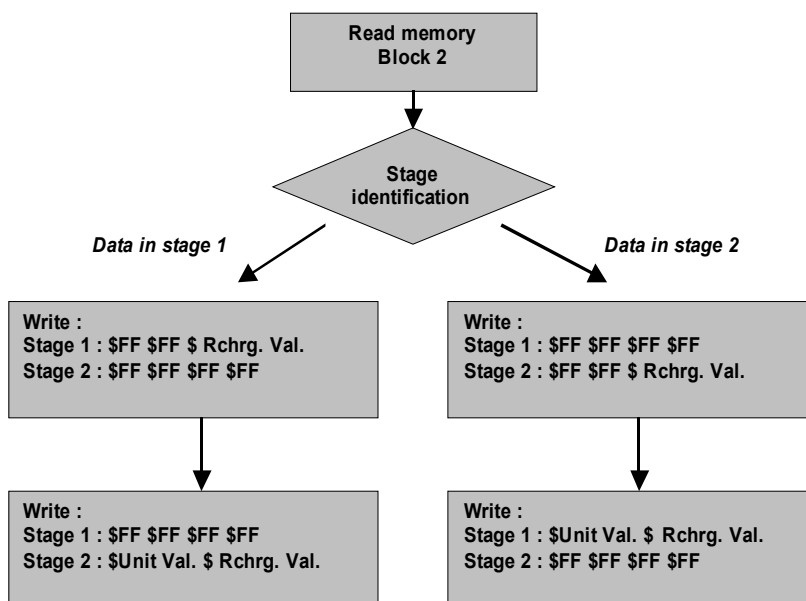 Read memory
Block 2
Stage
identification
Data in stage 1
Data in stage 2
Write :
Stage 1 : $FF $FF $ Rchrg. Val.
Stage 2 : $FF $FF $FF $FF
Write :
Stage 1 : $FF $FF $FF $FF
Stage 2 : $FF $FF $ Rchrg. Val.
Write :
Stage 1 : $FF $FF $FF $FF
Stage 2 : $Unit Val. $ Rchrg. Val.
Write :
Stage 1 : $Unit Val. $ Rchrg. Val.
Stage 2 : $FF $FF $FF $FF